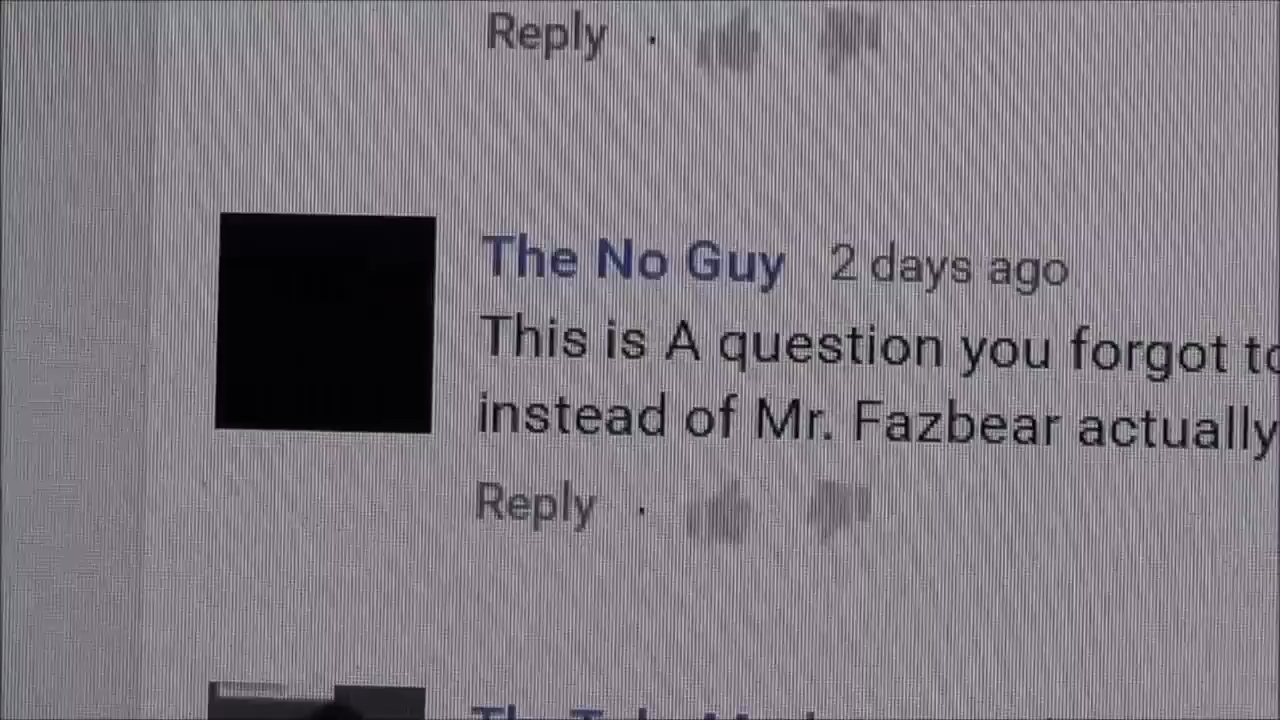 Reply ·
The No Guy 2 days ago
This is A question you forgot to
instead of Mr. Fazbear actually
Reply ·